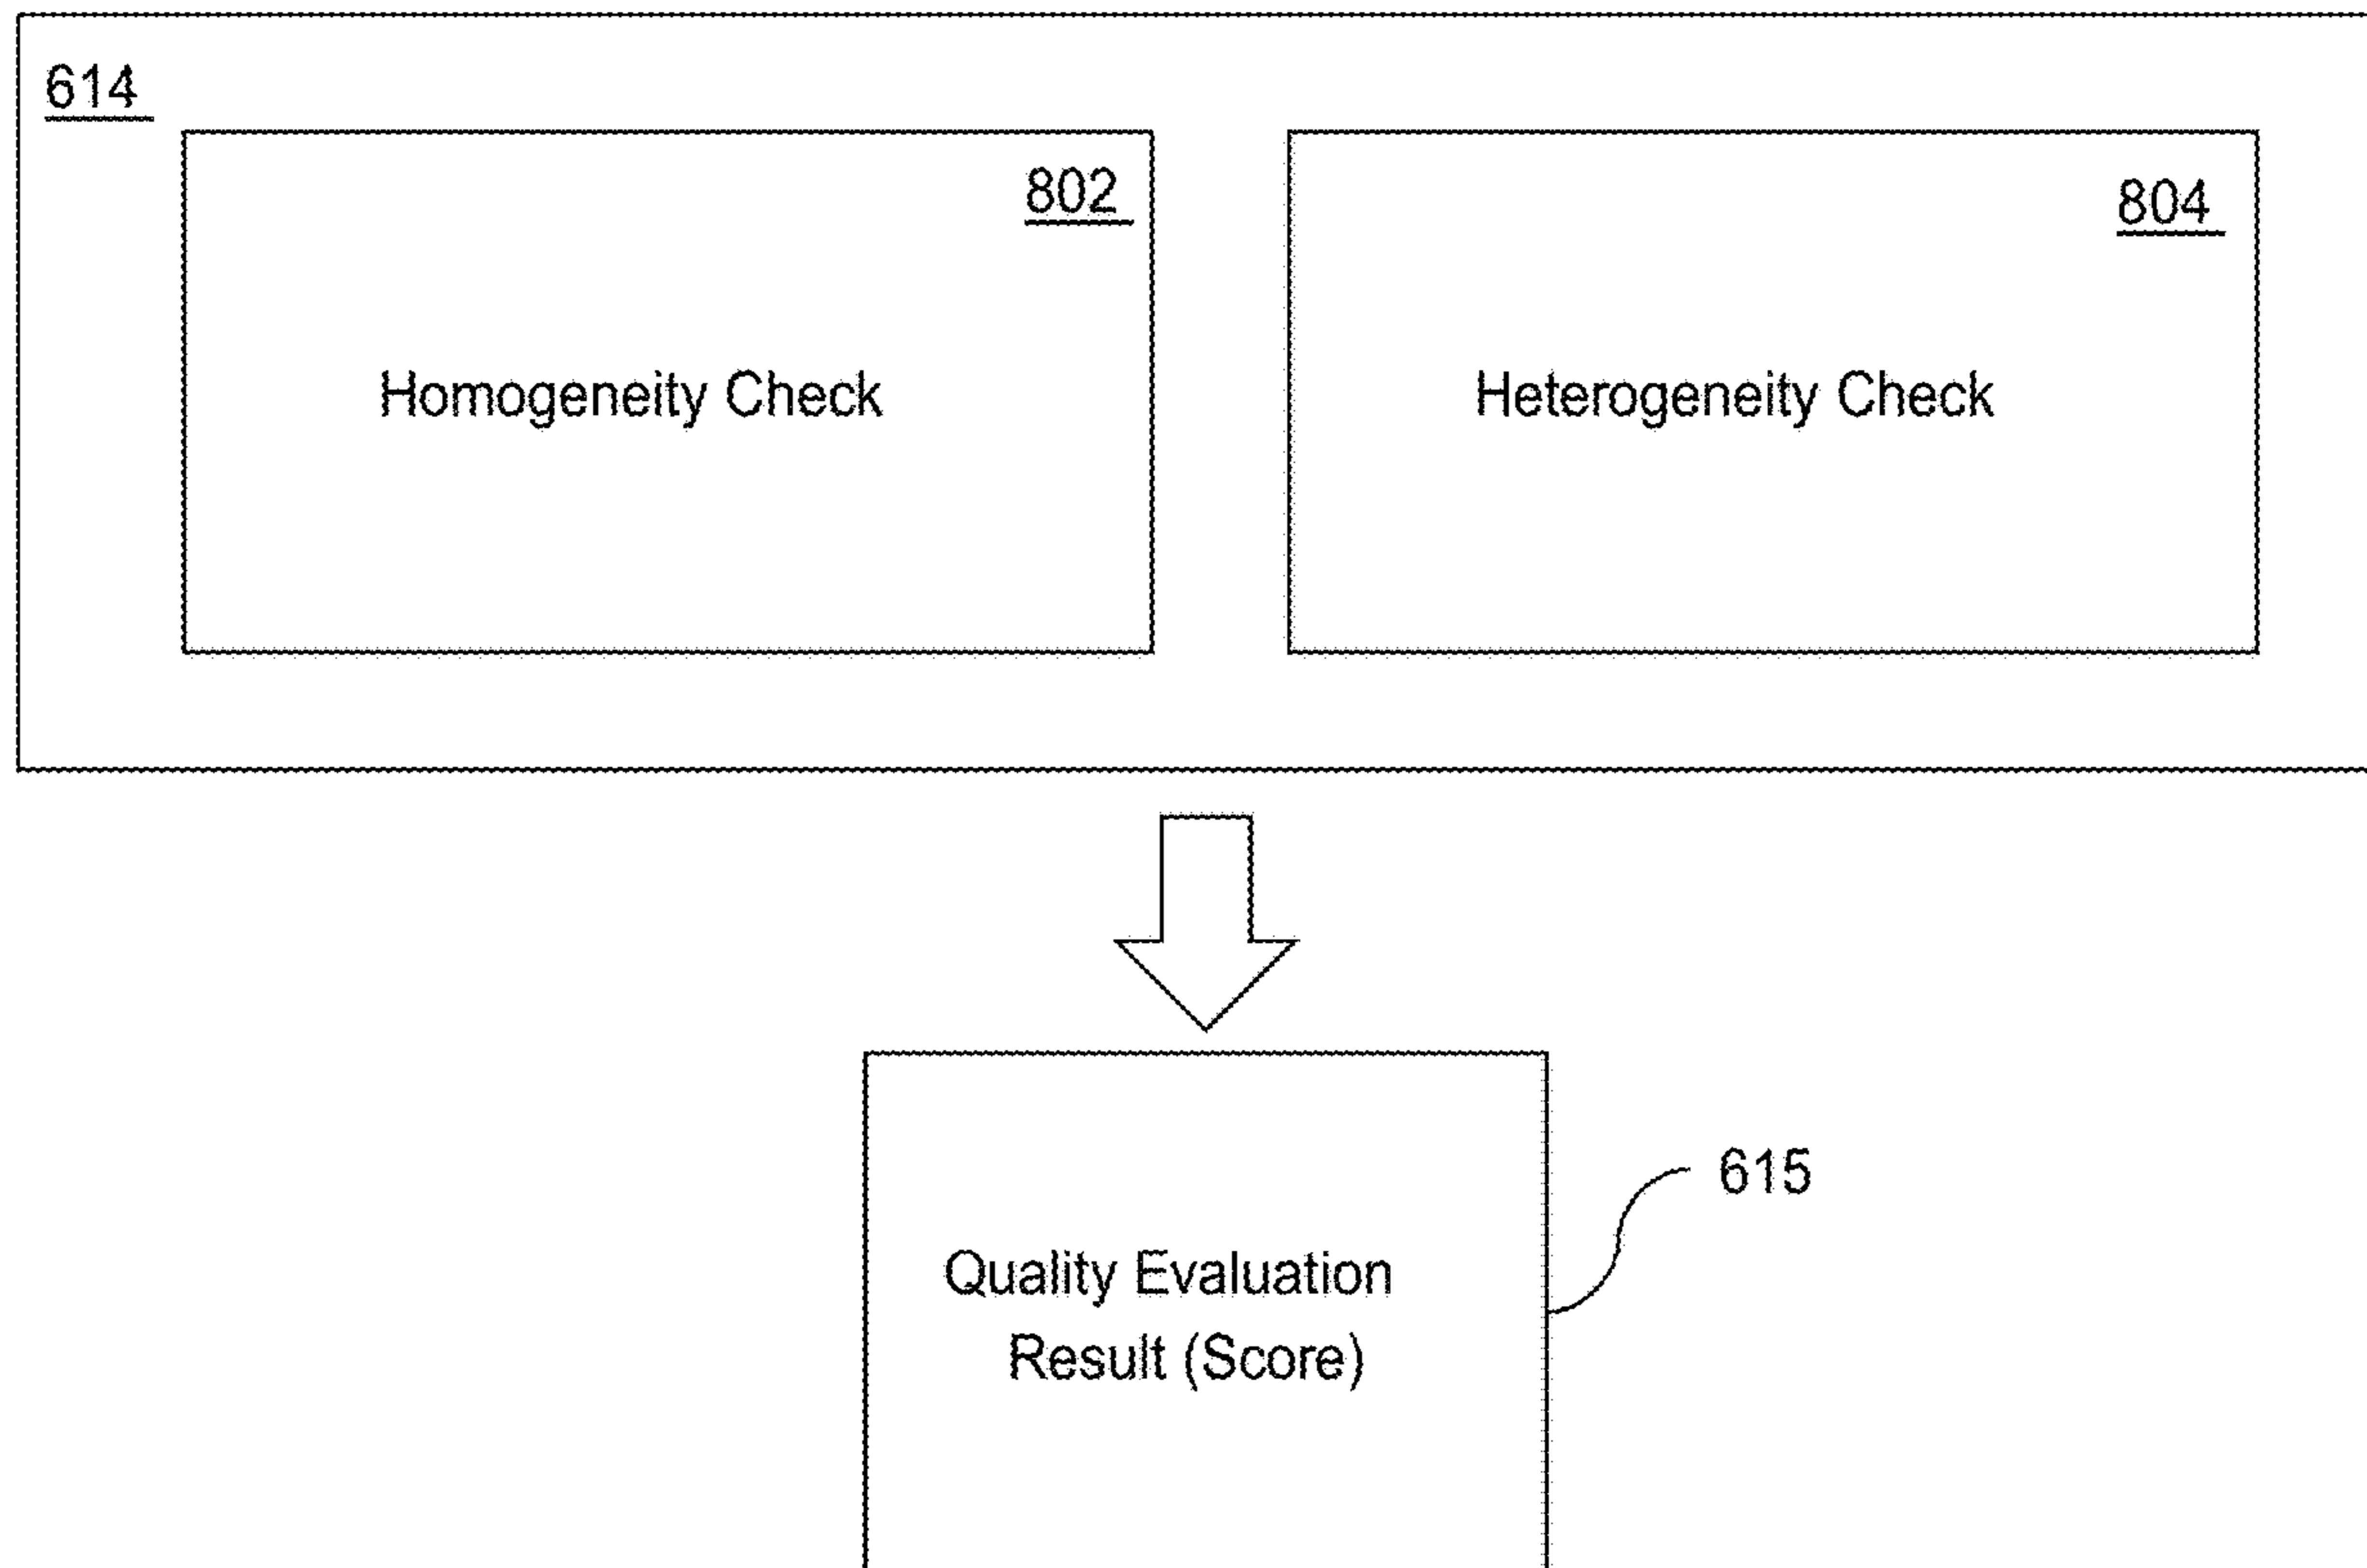 614
802
Homogeneity Check
804
Heterogeneity Check
615
Quality Evaluation
Result (Score)